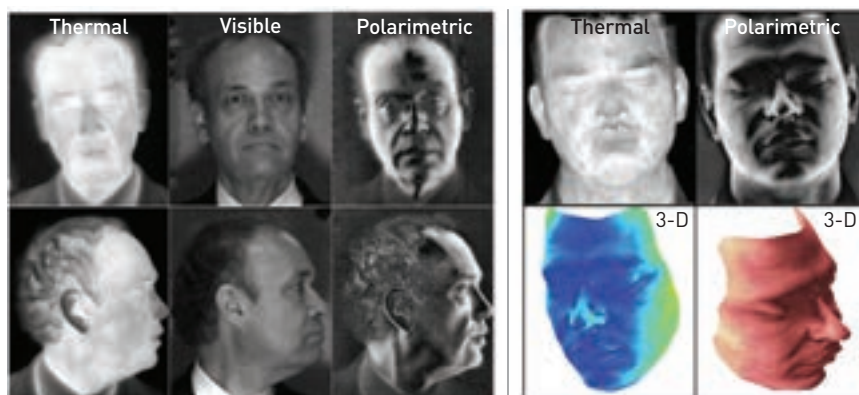 Thermal Visible Polarimetric
Thermal Polarimetric
3-D 3-D